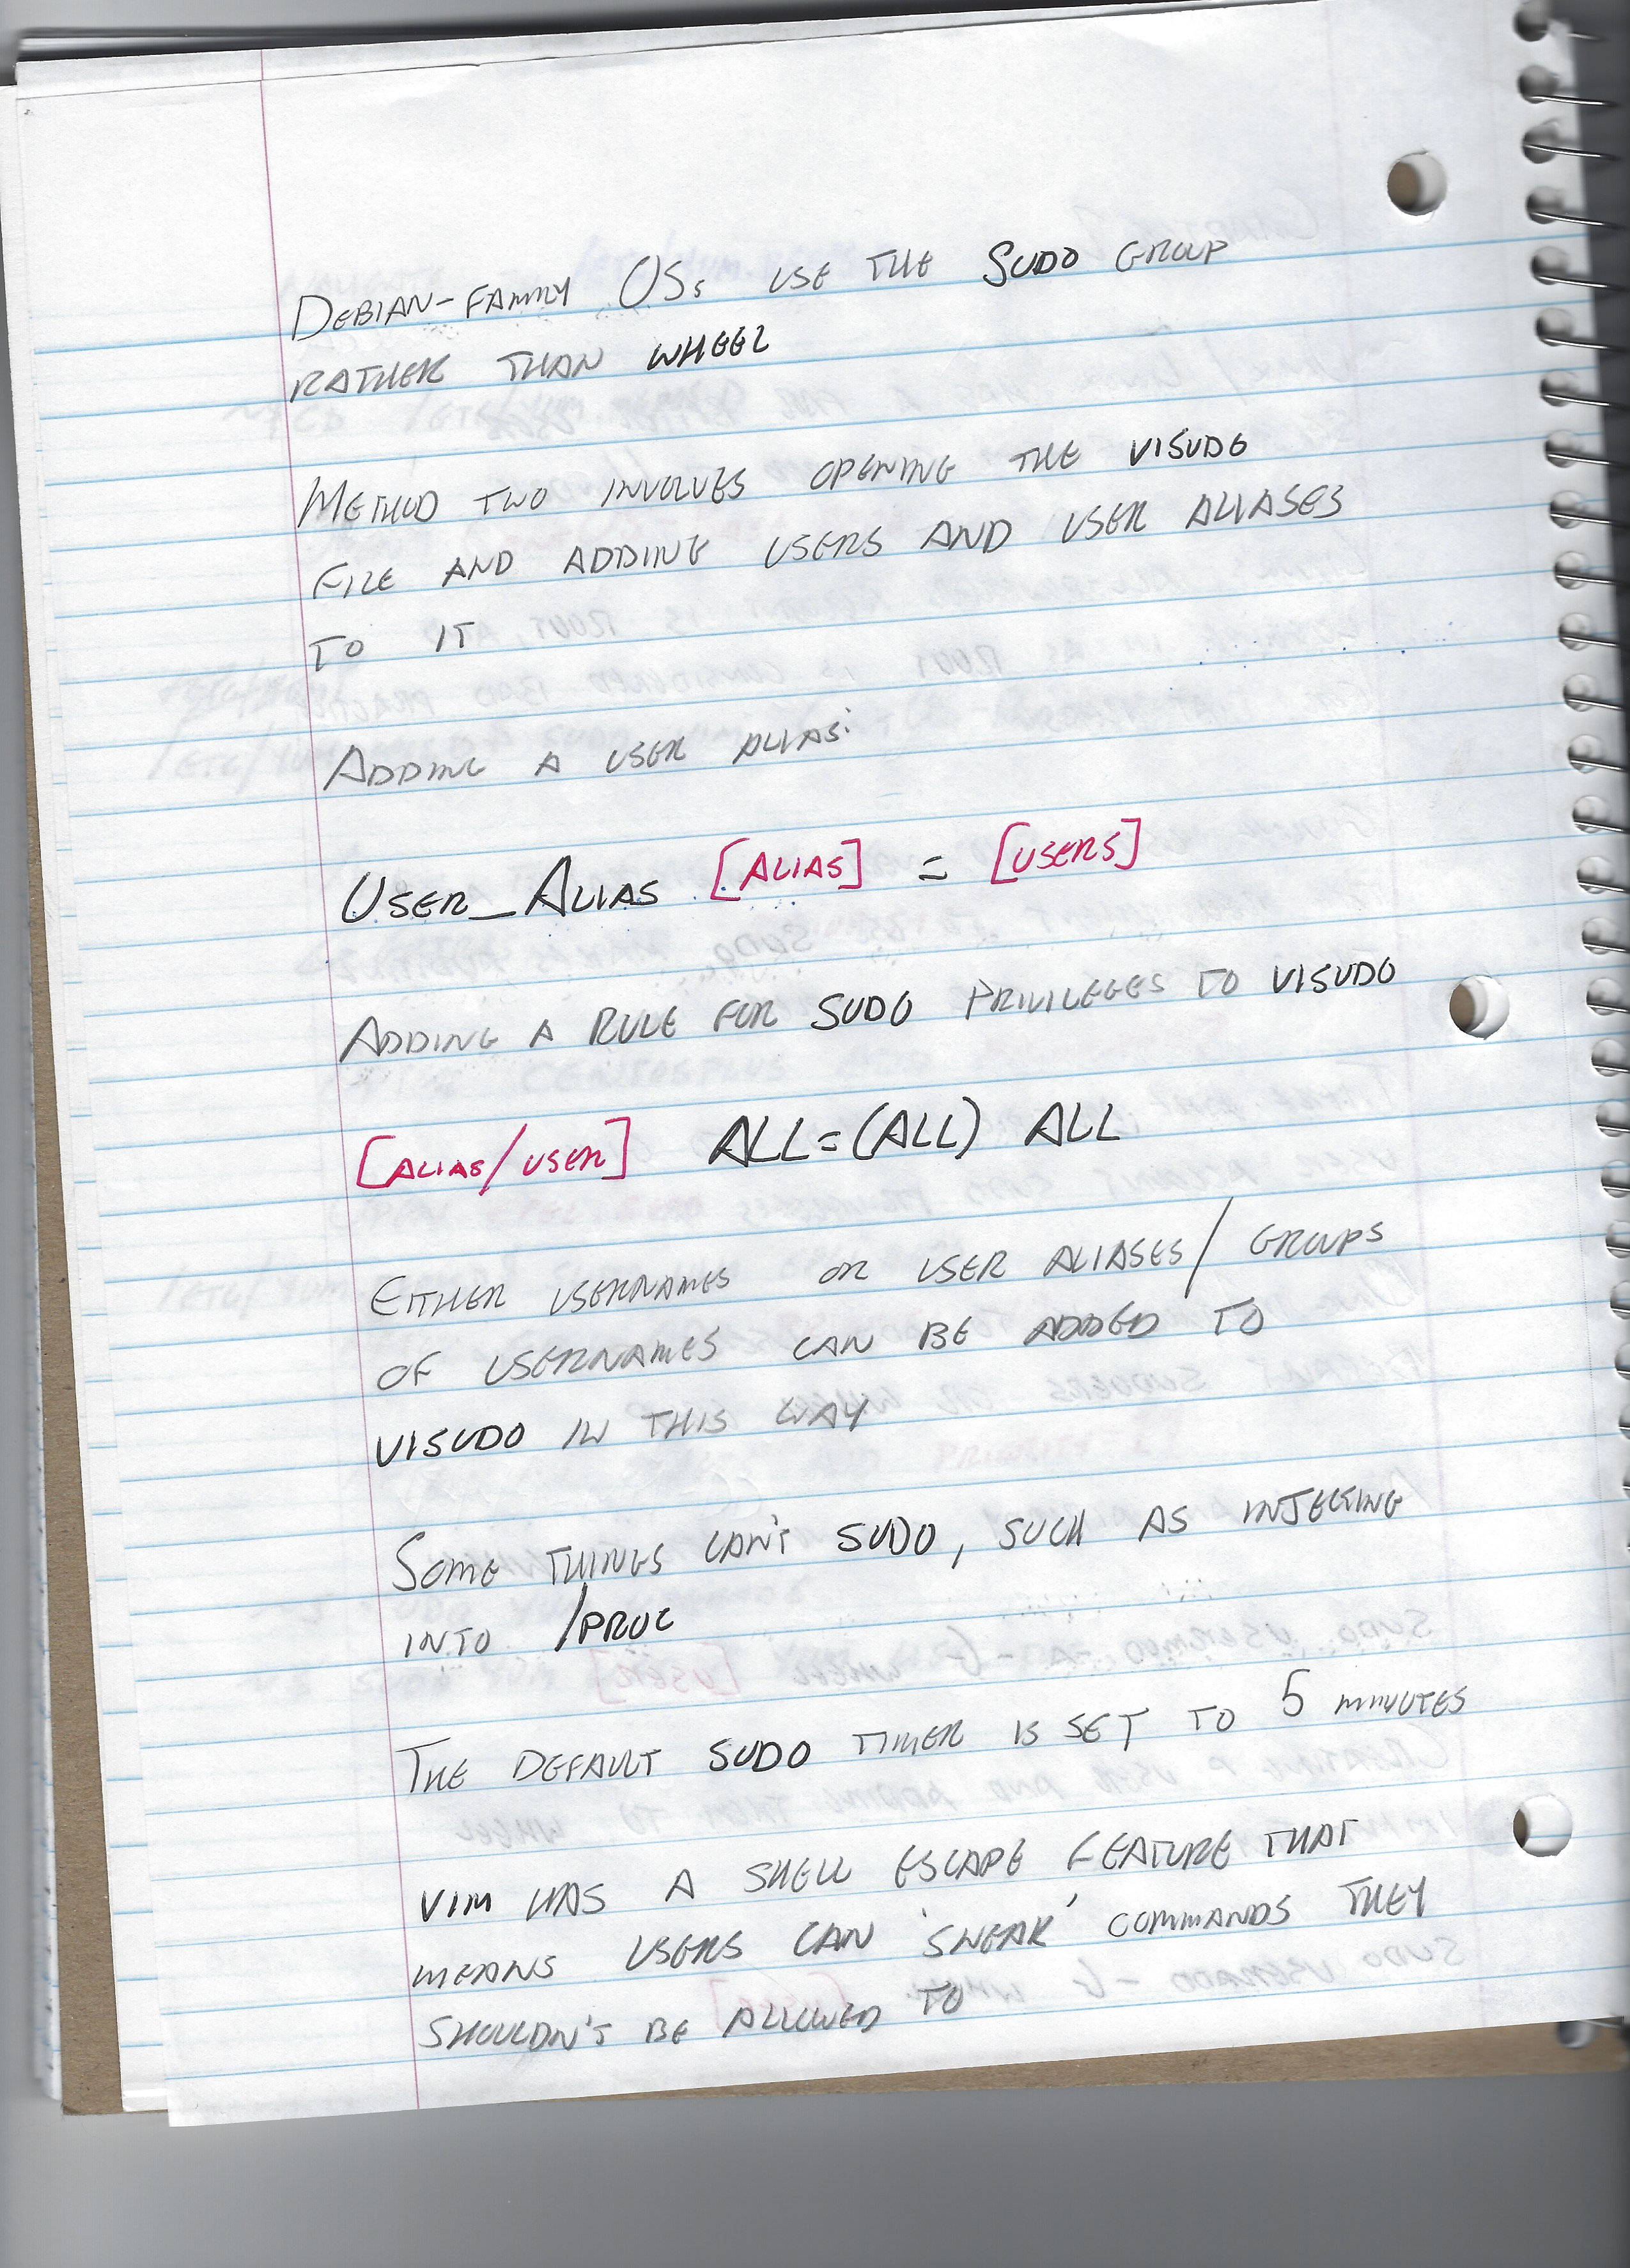 DEBIAN-FAMILY OSs USE THE SUDO GROUP
RATHER THAN WHEEL
METHOD TWO INVOLVES OPENING THE VISUDO
FILE AND ADDING USERS AND USER ALIASES
TO IT
ADDING A USER ALIAS:
USER_ALIAS [ALIAS] = [USERS]
ADDING A RULE FOR SUDO PRIVILEGES TO VISUDO
[ALIAS/USER] ALL=(ALL) ALL
EITHER USERNAMES OR USER ALIASES/GROUPS
OF USERNAMES CAN BE ADDED TO
VISUDO IN THIS WAY
SOME THINGS CAN'T SUDO, SUCH AS INJECTING
INTO /PROC
THE DEFAULT SUDO TIMER IS SET TO 5 MINUTES
VIM HAS A SHELL ESCAPE FEATURE THAT
MEANS USERS CAN 'SNEAK' COMMANDS THEY
SHOULDN'T BE ALLOWED TO